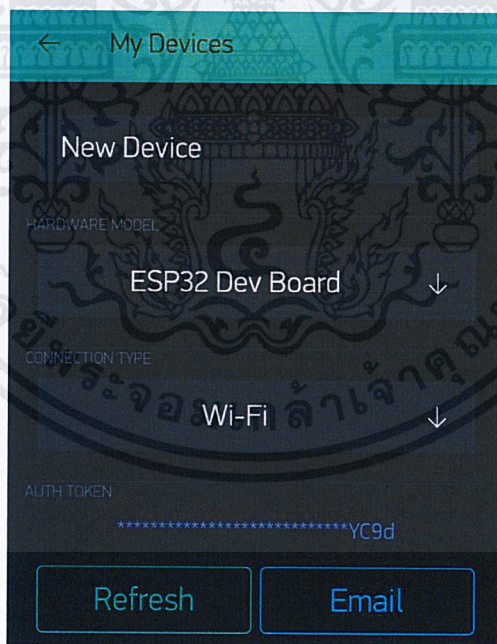 ← My Devices
New Device
HARDWARE MODEL
ESP32 Dev Board ↓
CONNECTION TYPE
Wi-Fi ↓
AUTH TOKEN
****************************YC9d
Refresh Email